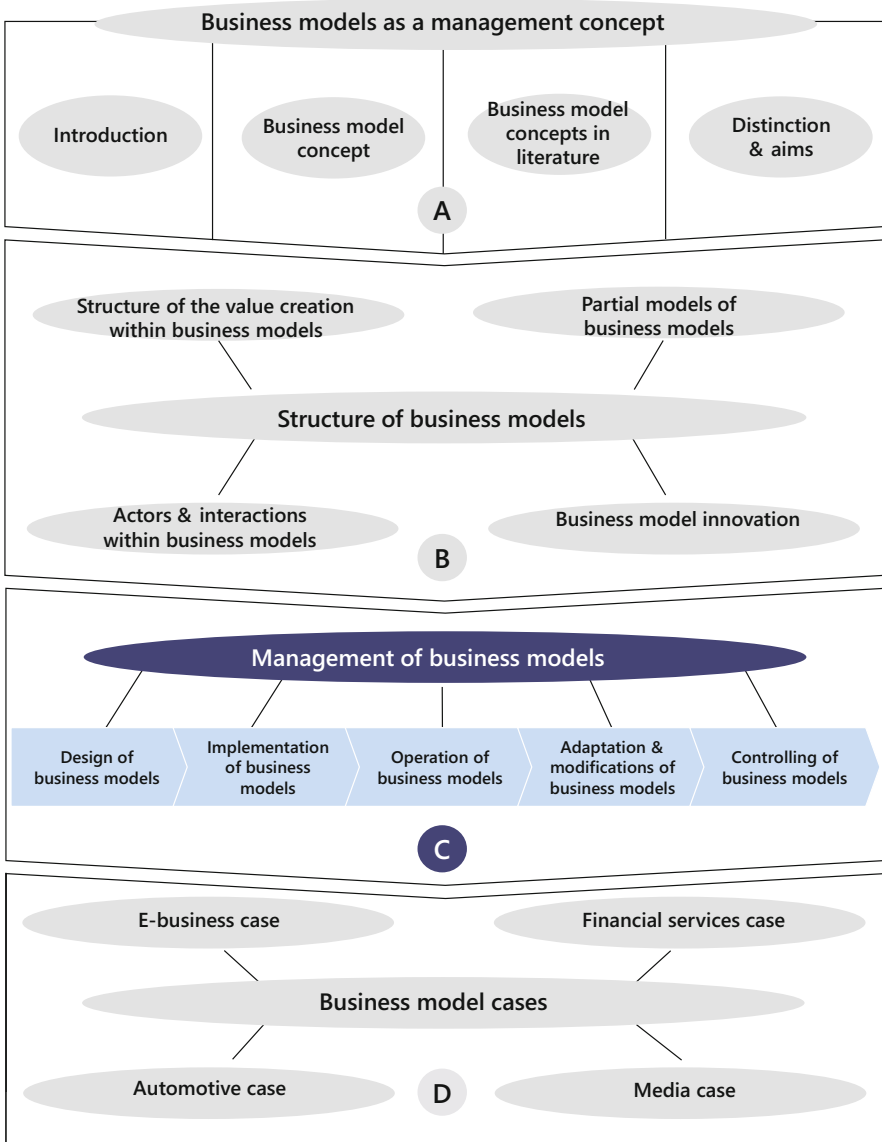 Business models as a management concept
Introduction
Business model
concept
Business model
concepts in
literature
Distinction
& aims
A
Structure of the value creation
within business models
Partial models of
business models
Structure of business models
Actors & interactions
within business models
Business model innovation
B
Management of business models
Design of
business models
Implementation
of business
models
Operation of
business models
Adaptation &
modifications of
business models
Controlling of
business models
C
E-business case
Financial services case
Business model cases
Automotive case
Media case
D